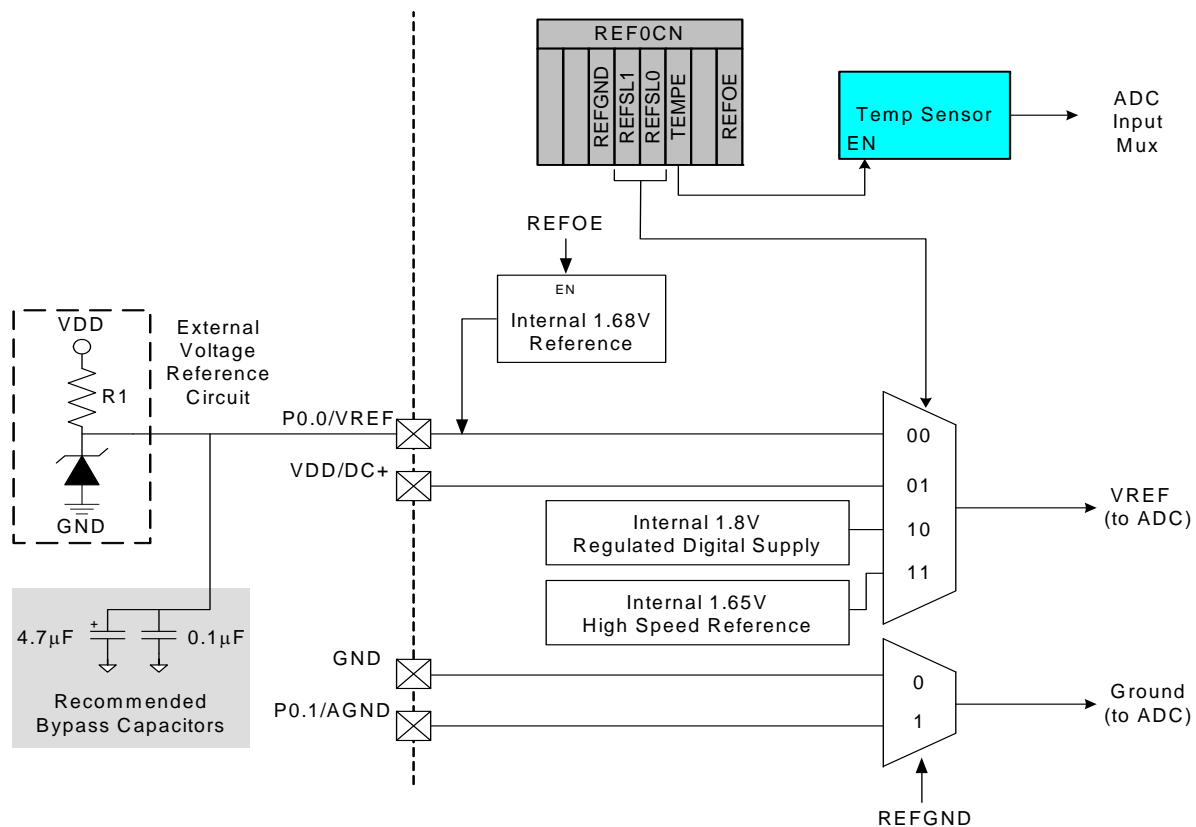 REF0CN
REFGND
REFSL1
REFSL0
TEMPE
REFOE
Temp Sensor
EN
ADC
Input
Mux
REFOE
EN
Internal 1.68V
Reference
VDD
R1
GND
External
Voltage
Reference
Circuit
P0.0/VREF
VDD/DC+
00
01
10
11
Internal 1.8V
Regulated Digital Supply
Internal 1.65V
High Speed Reference
VREF
(to ADC)
4.7µF
+
0.1µF
Recommended
Bypass Capacitors
GND
P0.1/AGND
0
1
Ground
(to ADC)
REFGND